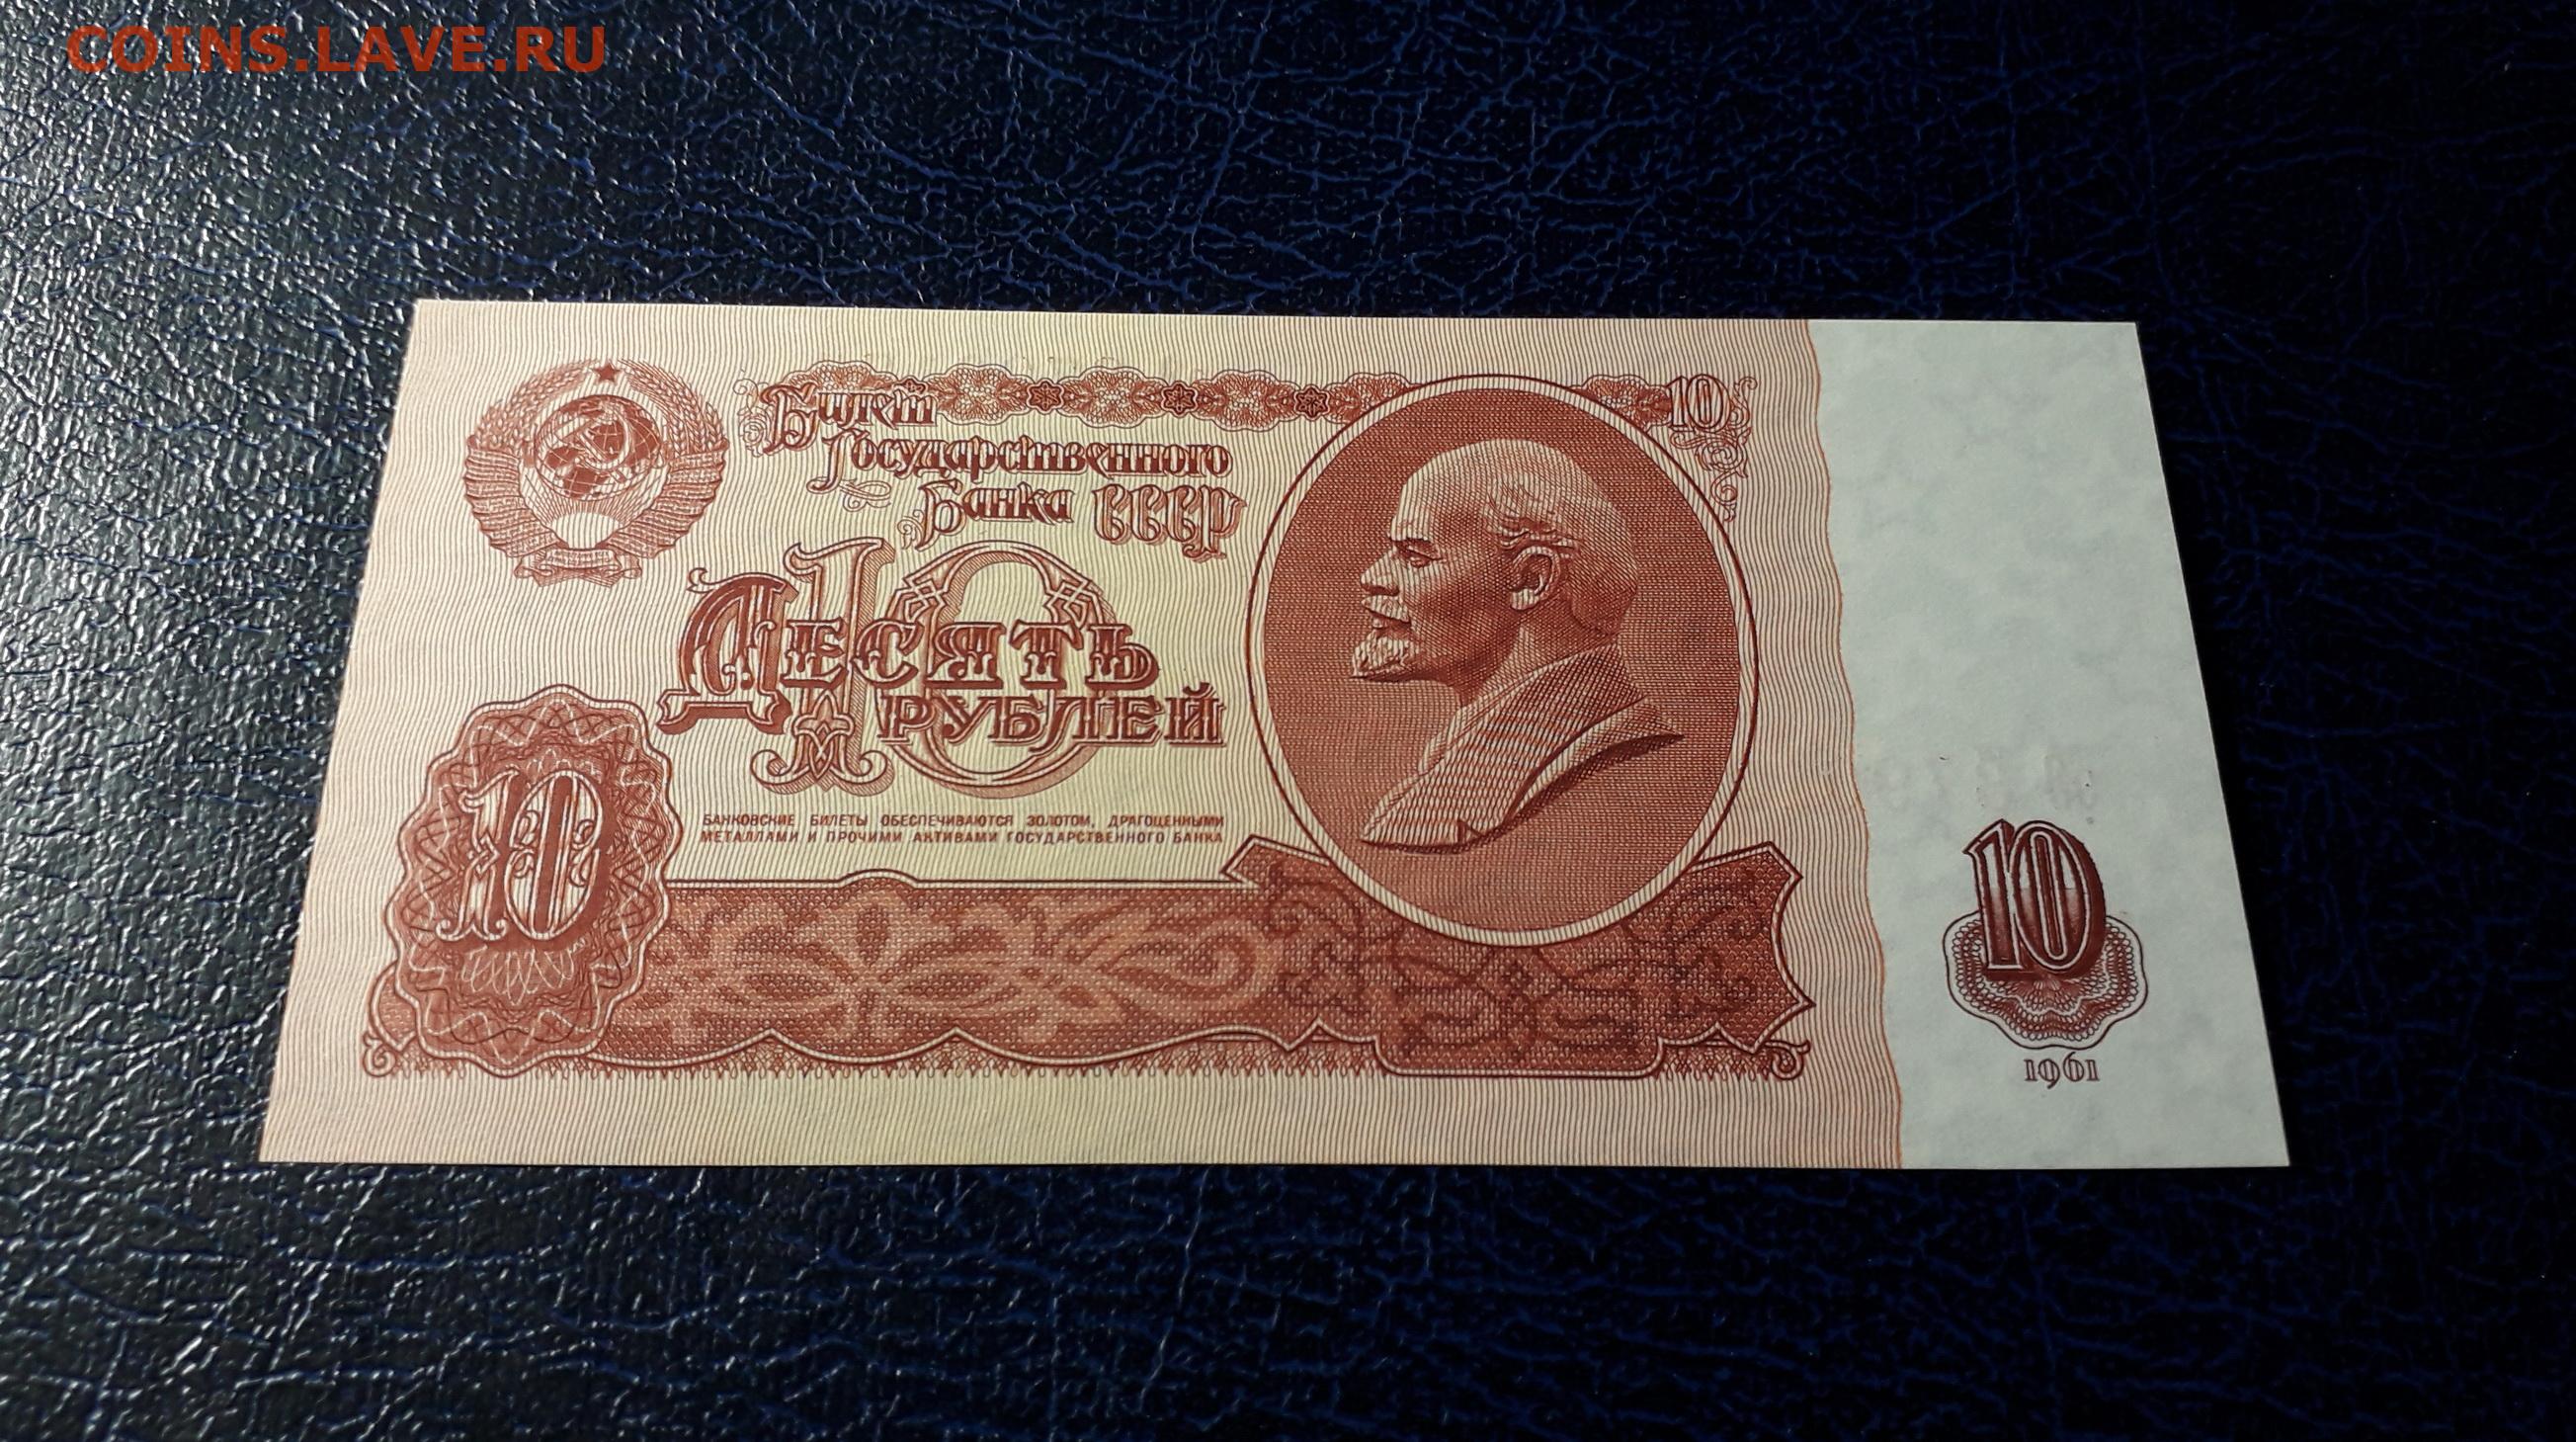 COINS.LAVE.RU
Билет
Государственного
Банка СССР
10
10
Десять
рублей
10
БАНКОВСКИЕ БИЛЕТЫ ОБЕСПЕЧИВАЮТСЯ ЗОЛОТОМ, ДРАГОЦЕННЫМИ
МЕТАЛЛАМИ И ПРОЧИМИ АКТИВАМИ ГОСУДАРСТВЕННОГО БАНКА
10
1961